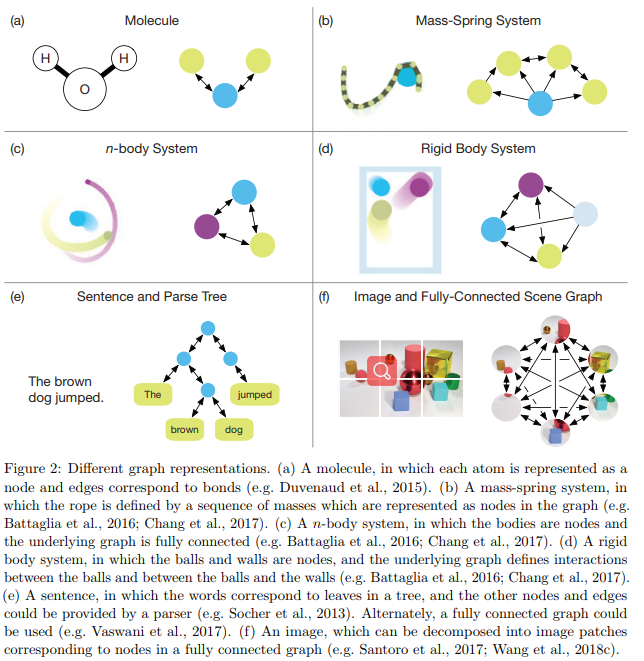 (a)
Molecule
H
H
O
(b)
Mass-Spring System
(c)
n-body System
(d)
Rigid Body System
(e)
Sentence and Parse Tree
The brown
dog jumped.
The
jumped
brown
dog
(f)
Image and Fully-Connected Scene Graph
Figure 2: Different graph representations. (a) A molecule, in which each atom is represented as a
node and edges correspond to bonds (e.g. Duvenaud et al., 2015). (b) A mass-spring system, in
which the rope is defined by a sequence of masses which are represented as nodes in the graph (e.g.
Battaglia et al., 2016; Chang et al., 2017). (c) A n-body system, in which the bodies are nodes and
the underlying graph is fully connected (e.g. Battaglia et al., 2016; Chang et al., 2017). (d) A rigid
body system, in which the balls and walls are nodes, and the underlying graph defines interactions
between the balls and between the balls and the walls (e.g. Battaglia et al., 2016; Chang et al., 2017).
(e) A sentence, in which the words correspond to leaves in a tree, and the other nodes and edges
could be provided by a parser (e.g. Socher et al., 2013). Alternately, a fully connected graph could
be used (e.g. Vaswani et al., 2017). (f) An image, which can be decomposed into image patches
corresponding to nodes in a fully connected graph (e.g. Santoro et al., 2017; Wang et al., 2018c).